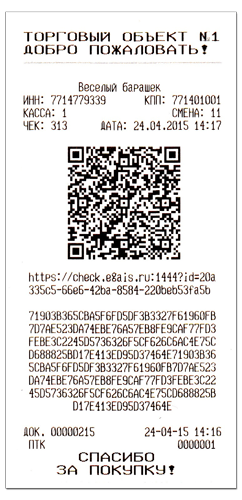 ТОРГОВЫЙ ОБЪЕКТ №1
ДОБРО ПОЖАЛОВАТЬ!
Веселый барашек
ИНН: 7714779339 КПП: 771401001
КАССА: 1 СМЕНА: 11
ЧЕК: 313 ДАТА: 24.04.2015 14:17
https://check.e8ais.ru:1444?id=20a
335c5-66e6-42ba-8584-220beb53fa5b
71903B365CBA5F6FD5DF3B3327F61960FB
7D7AE523DA74EBE76A57EB8FE9CAF77FD3
FEBE3C2245D5736326F5CF626C6AC4E75C
D688825BD17E413ED95D37464E71903B36
5CBA5F6FD5DF3B3327F61960FB7D7AE523
DA74EBE76A57EB8FE9CAF77FD3FEBE3C22
45D5736326F5CF626C6AC4E75CD688825B
D17E413ED95D37464E
ДОК. 00000215 24-04-15 14:16
ПТК 0000001
СПАСИБО
ЗА ПОКУПКУ!